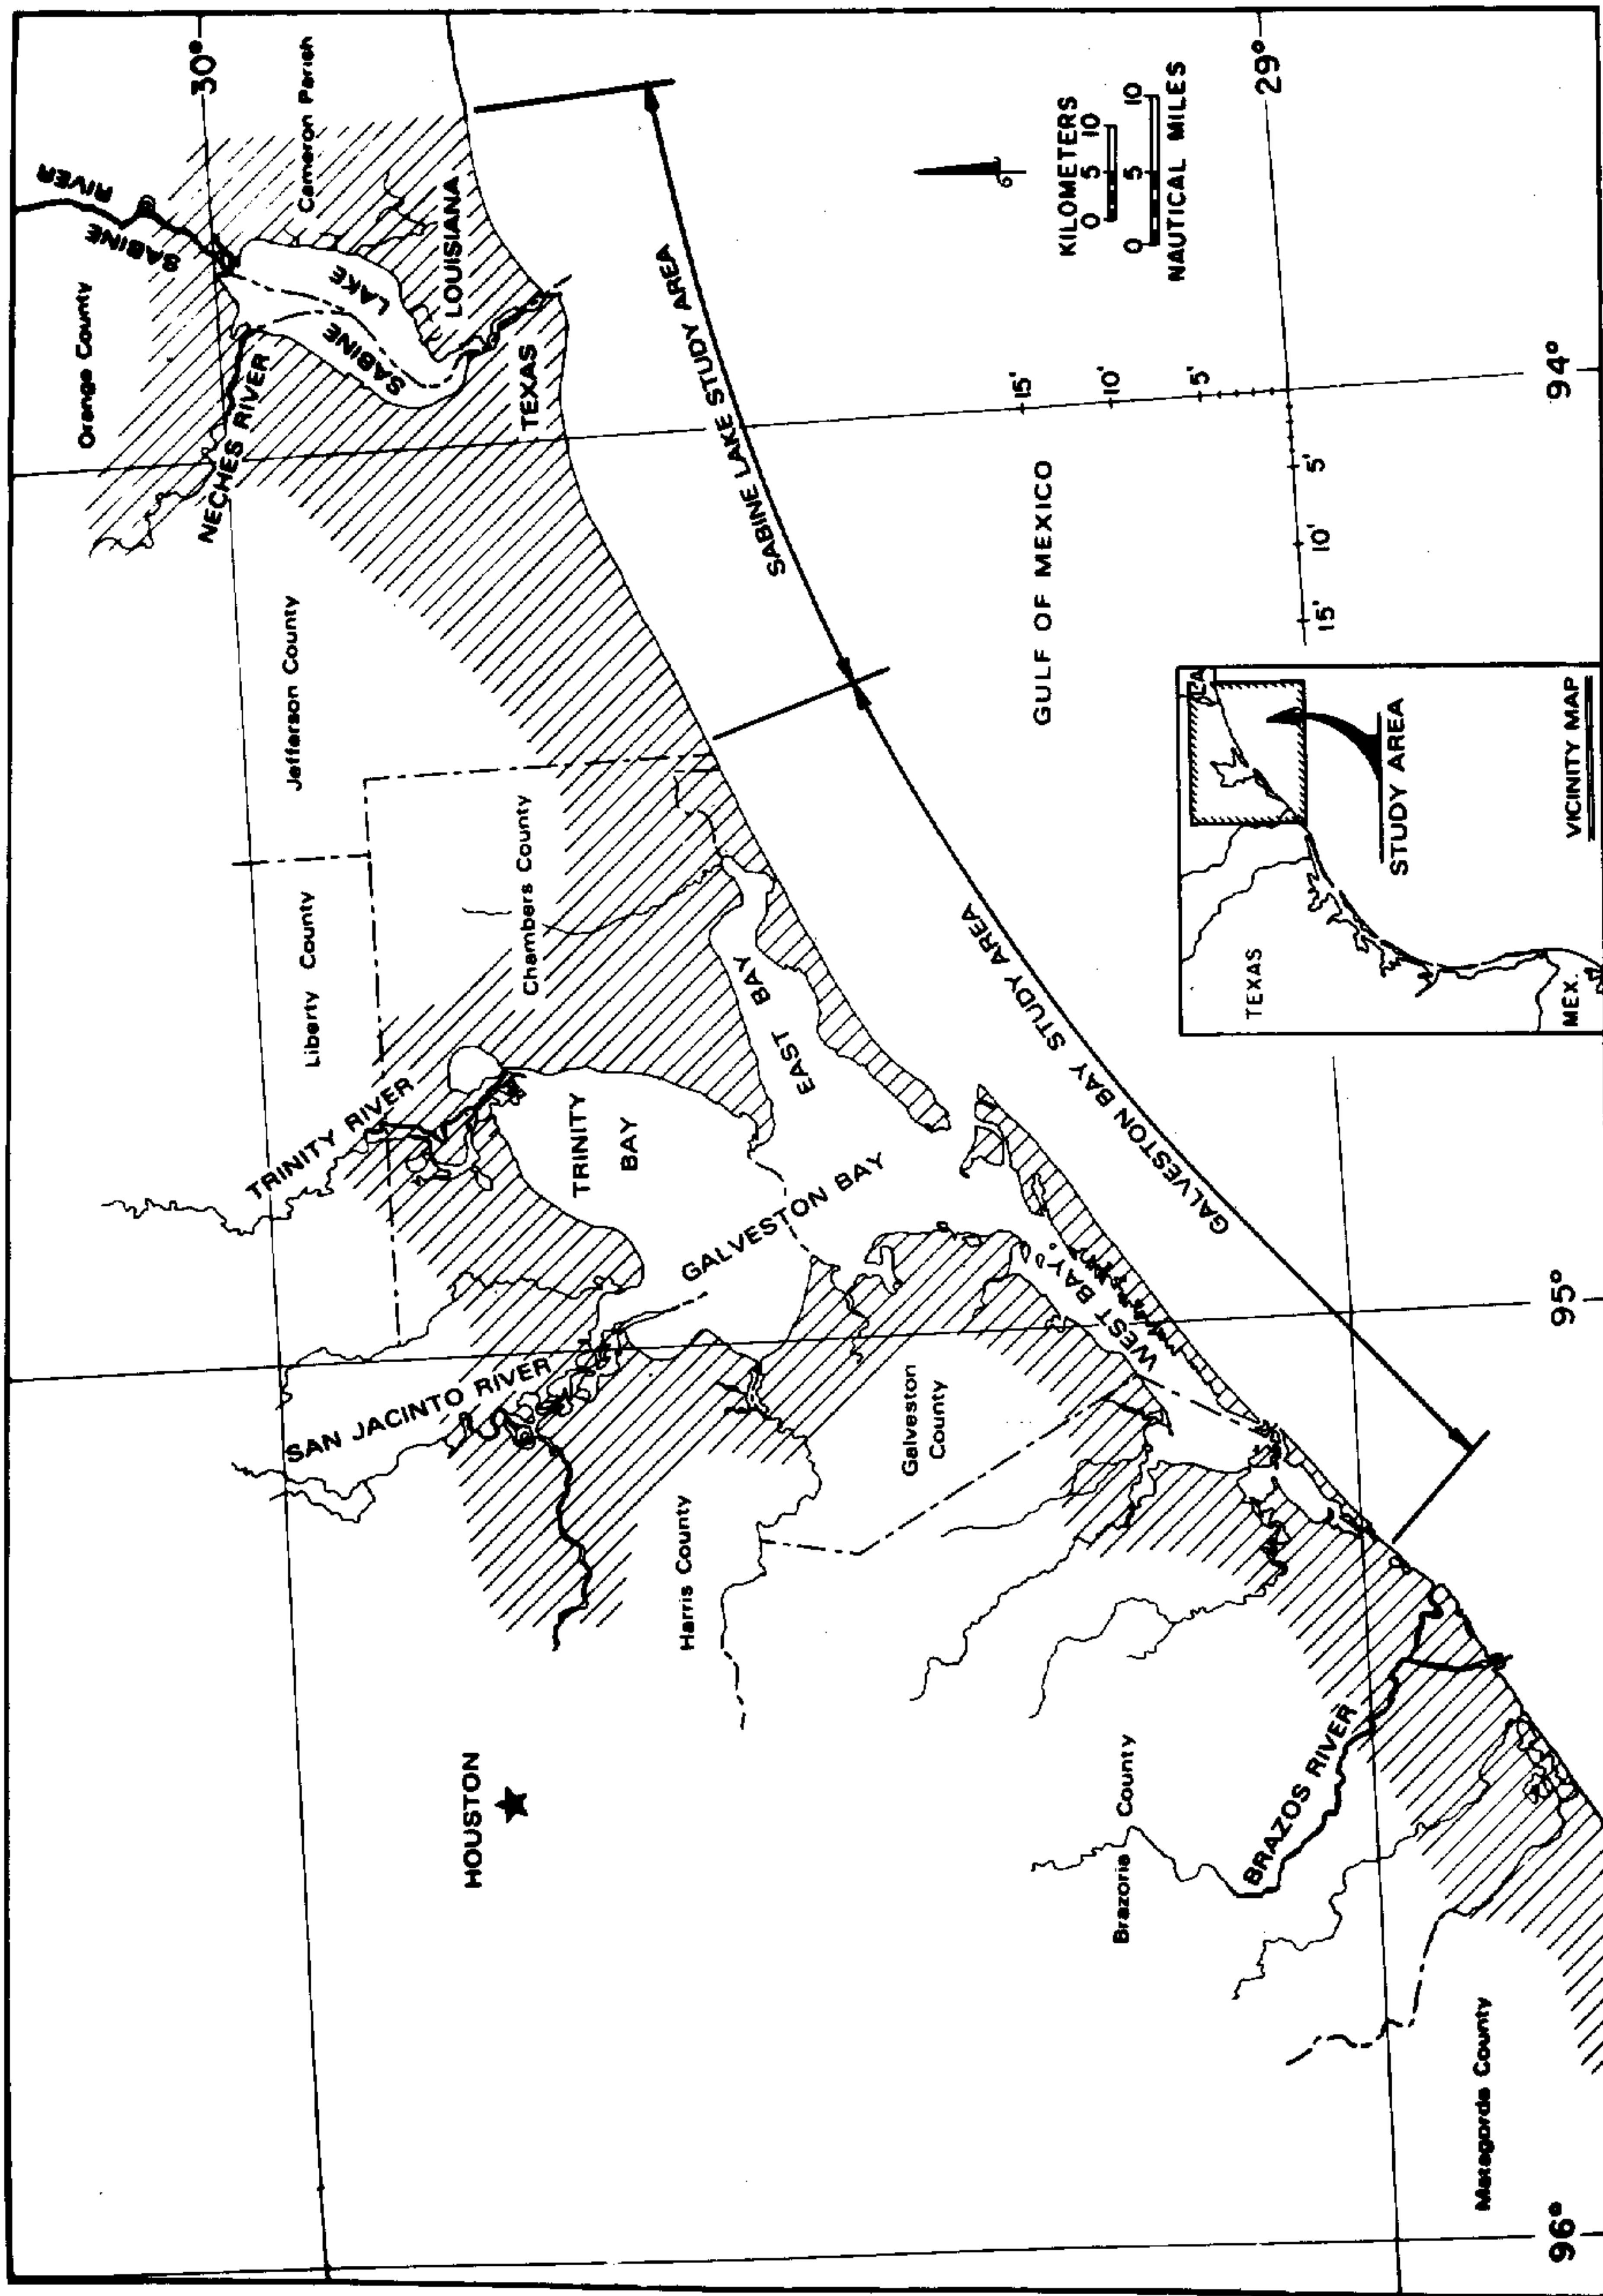 30°
29°
94°
95°
96°
SABINE
RIVER
Orange County
Cameron Parish
NECHES RIVER
SABINE
LAKE
LOUISIANA
TEXAS
Jefferson County
Liberty County
Chambers County
TRINITY RIVER
TRINITY
BAY
EAST BAY
GALVESTON BAY
SAN JACINTO RIVER
HOUSTON
Harris County
Galveston
County
WEST BAY
Brazoria County
BRAZOS RIVER
Matagorda County
SABINE LAKE STUDY AREA
GALVESTON BAY STUDY AREA
GULF OF MEXICO
KILOMETERS
0 5 10
0 5 10
NAUTICAL MILES
15'
10'
5'
5'
10'
15'
TEXAS
LA
STUDY AREA
MEX.
VICINITY MAP